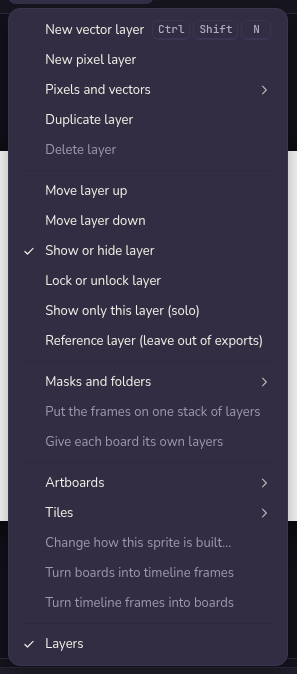 New vector layer Ctrl Shift N
New pixel layer
Pixels and vectors
Duplicate layer
Delete layer
Move layer up
Move layer down
Show or hide layer
Lock or unlock layer
Show only this layer (solo)
Reference layer (leave out of exports)
Masks and folders
Put the frames on one stack of layers
Give each board its own layers
Artboards
Tiles
Change how this sprite is built...
Turn boards into timeline frames
Turn timeline frames into boards
Layers